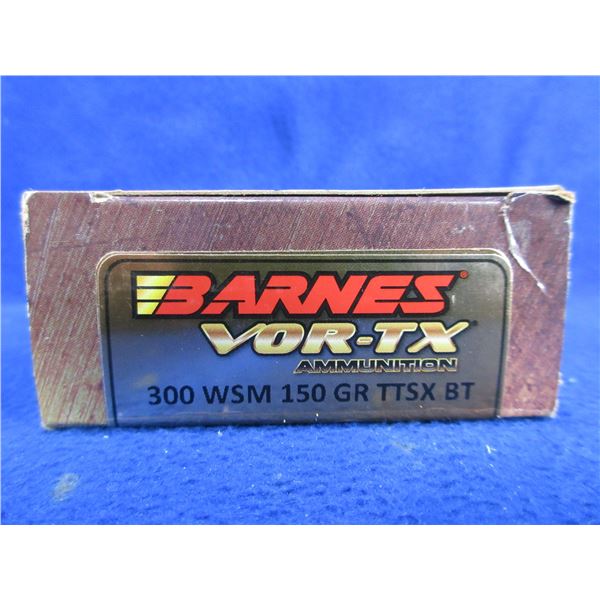 BARNES®
VOR-TX
AMMUNITION
300 WSM 150 GR TTSX BT